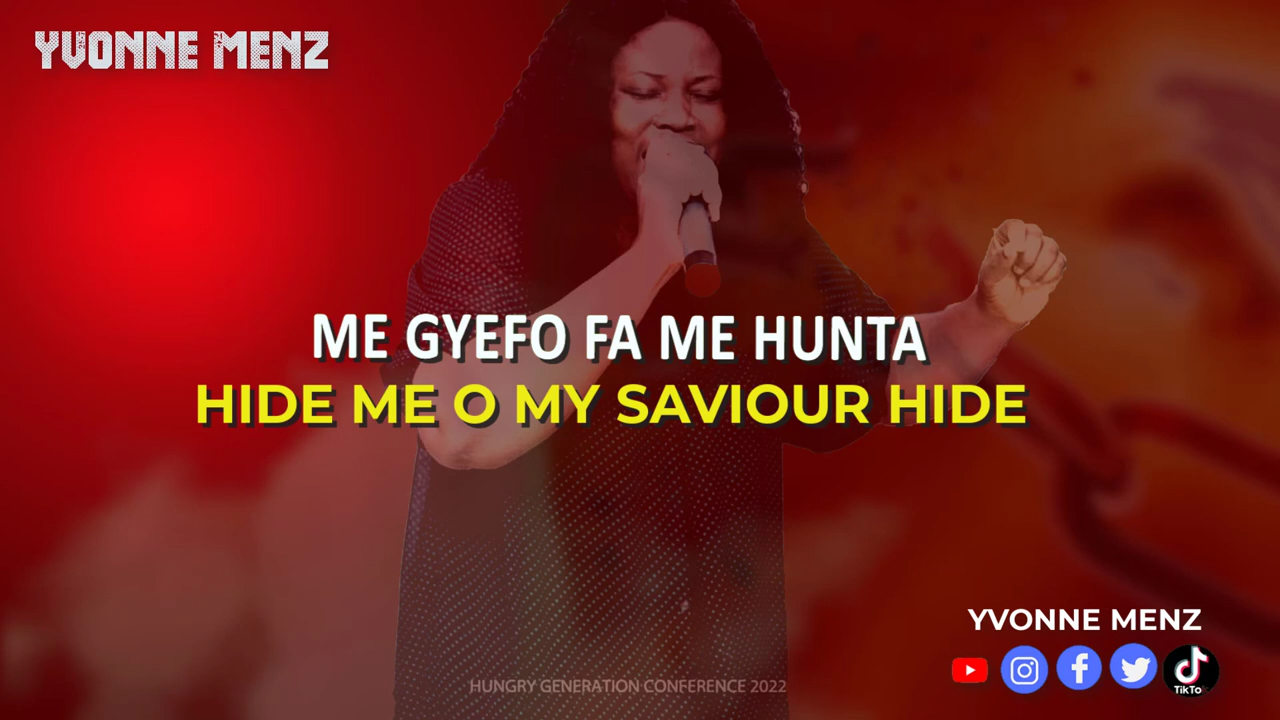 YVONNE MENZ
ME GYEFO FA ME HUNTA
HIDE ME O MY SAVIOUR HIDE
YVONNE MENZ
TikTo
HUNGRY GENERATION CONFERENCE 2022